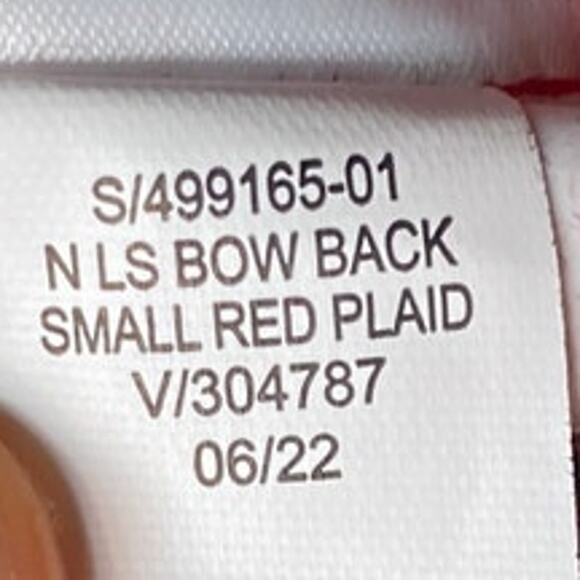 S/499165-01
N LS BOW BACK
SMALL RED PLAID
V/304787
06/22